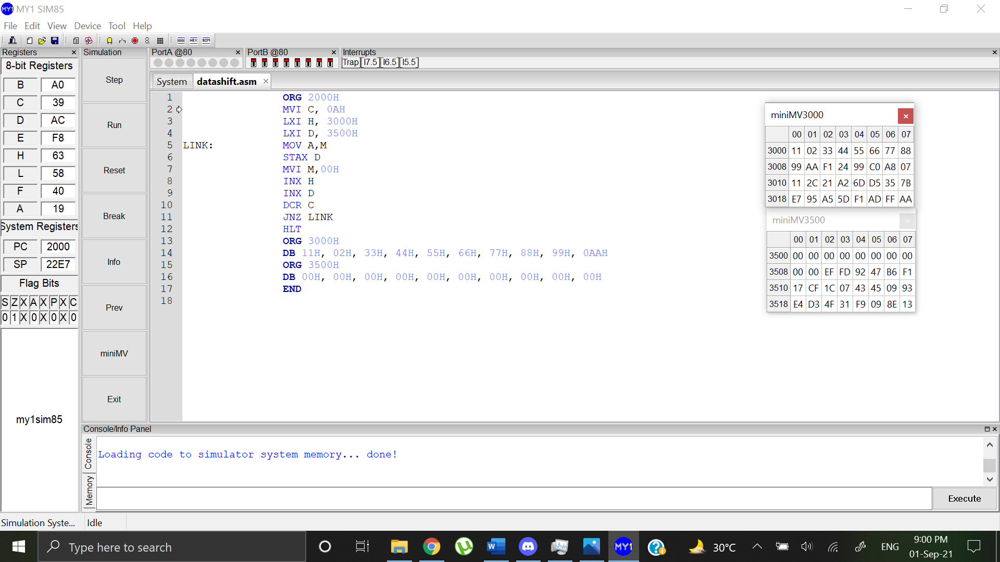 MY1 SIM85
File Edit View Device Tool Help
Registers
8-bit Registers
B A0
C 39
D AC
E F8
H 63
L 58
F 40
A 19
System Registers
PC 2000
SP 22E7
Flag Bits
S Z X A X P X C
0 1 X 0 X 0 X 0
my1sim85
Simulation
Step
Run
Reset
Break
Info
Prev
miniMV
Exit
PortA @80
PortB @80
Interrupts
Trap I7.5 I6.5 I5.5
System datashift.asm
1 ORG 2000H
2 MVI C, 0AH
3 LXI H, 3000H
4 LXI D, 3500H
5 LINK: MOV A,M
6 STAX D
7 MVI M,00H
8 INX H
9 INX D
10 DCR C
11 JNZ LINK
12 HLT
13 ORG 3000H
14 DB 11H, 02H, 33H, 44H, 55H, 66H, 77H, 88H, 99H, 0AAH
15 ORG 3500H
16 DB 00H, 00H, 00H, 00H, 00H, 00H, 00H, 00H, 00H, 00H
17 END
18
miniMV3000
00 01 02 03 04 05 06 07
3000 11 02 33 44 55 66 77 88
3008 99 AA F1 24 99 C0 A8 07
3010 11 2C 21 A2 6D D5 35 7B
3018 E7 95 A5 5D F1 AD FF AA
miniMV3500
00 01 02 03 04 05 06 07
3500 00 00 00 00 00 00 00 00
3508 00 00 EF FD 92 47 B6 F1
3510 17 CF 1C 07 43 45 09 93
3518 E4 D3 4F 31 F9 09 8E 13
Console/Info Panel
Console
Memory
Loading code to simulator system memory... done!
Execute
Simulation Syste... Idle
Type here to search
MY1
30°C
ENG
9:00 PM
01-Sep-21